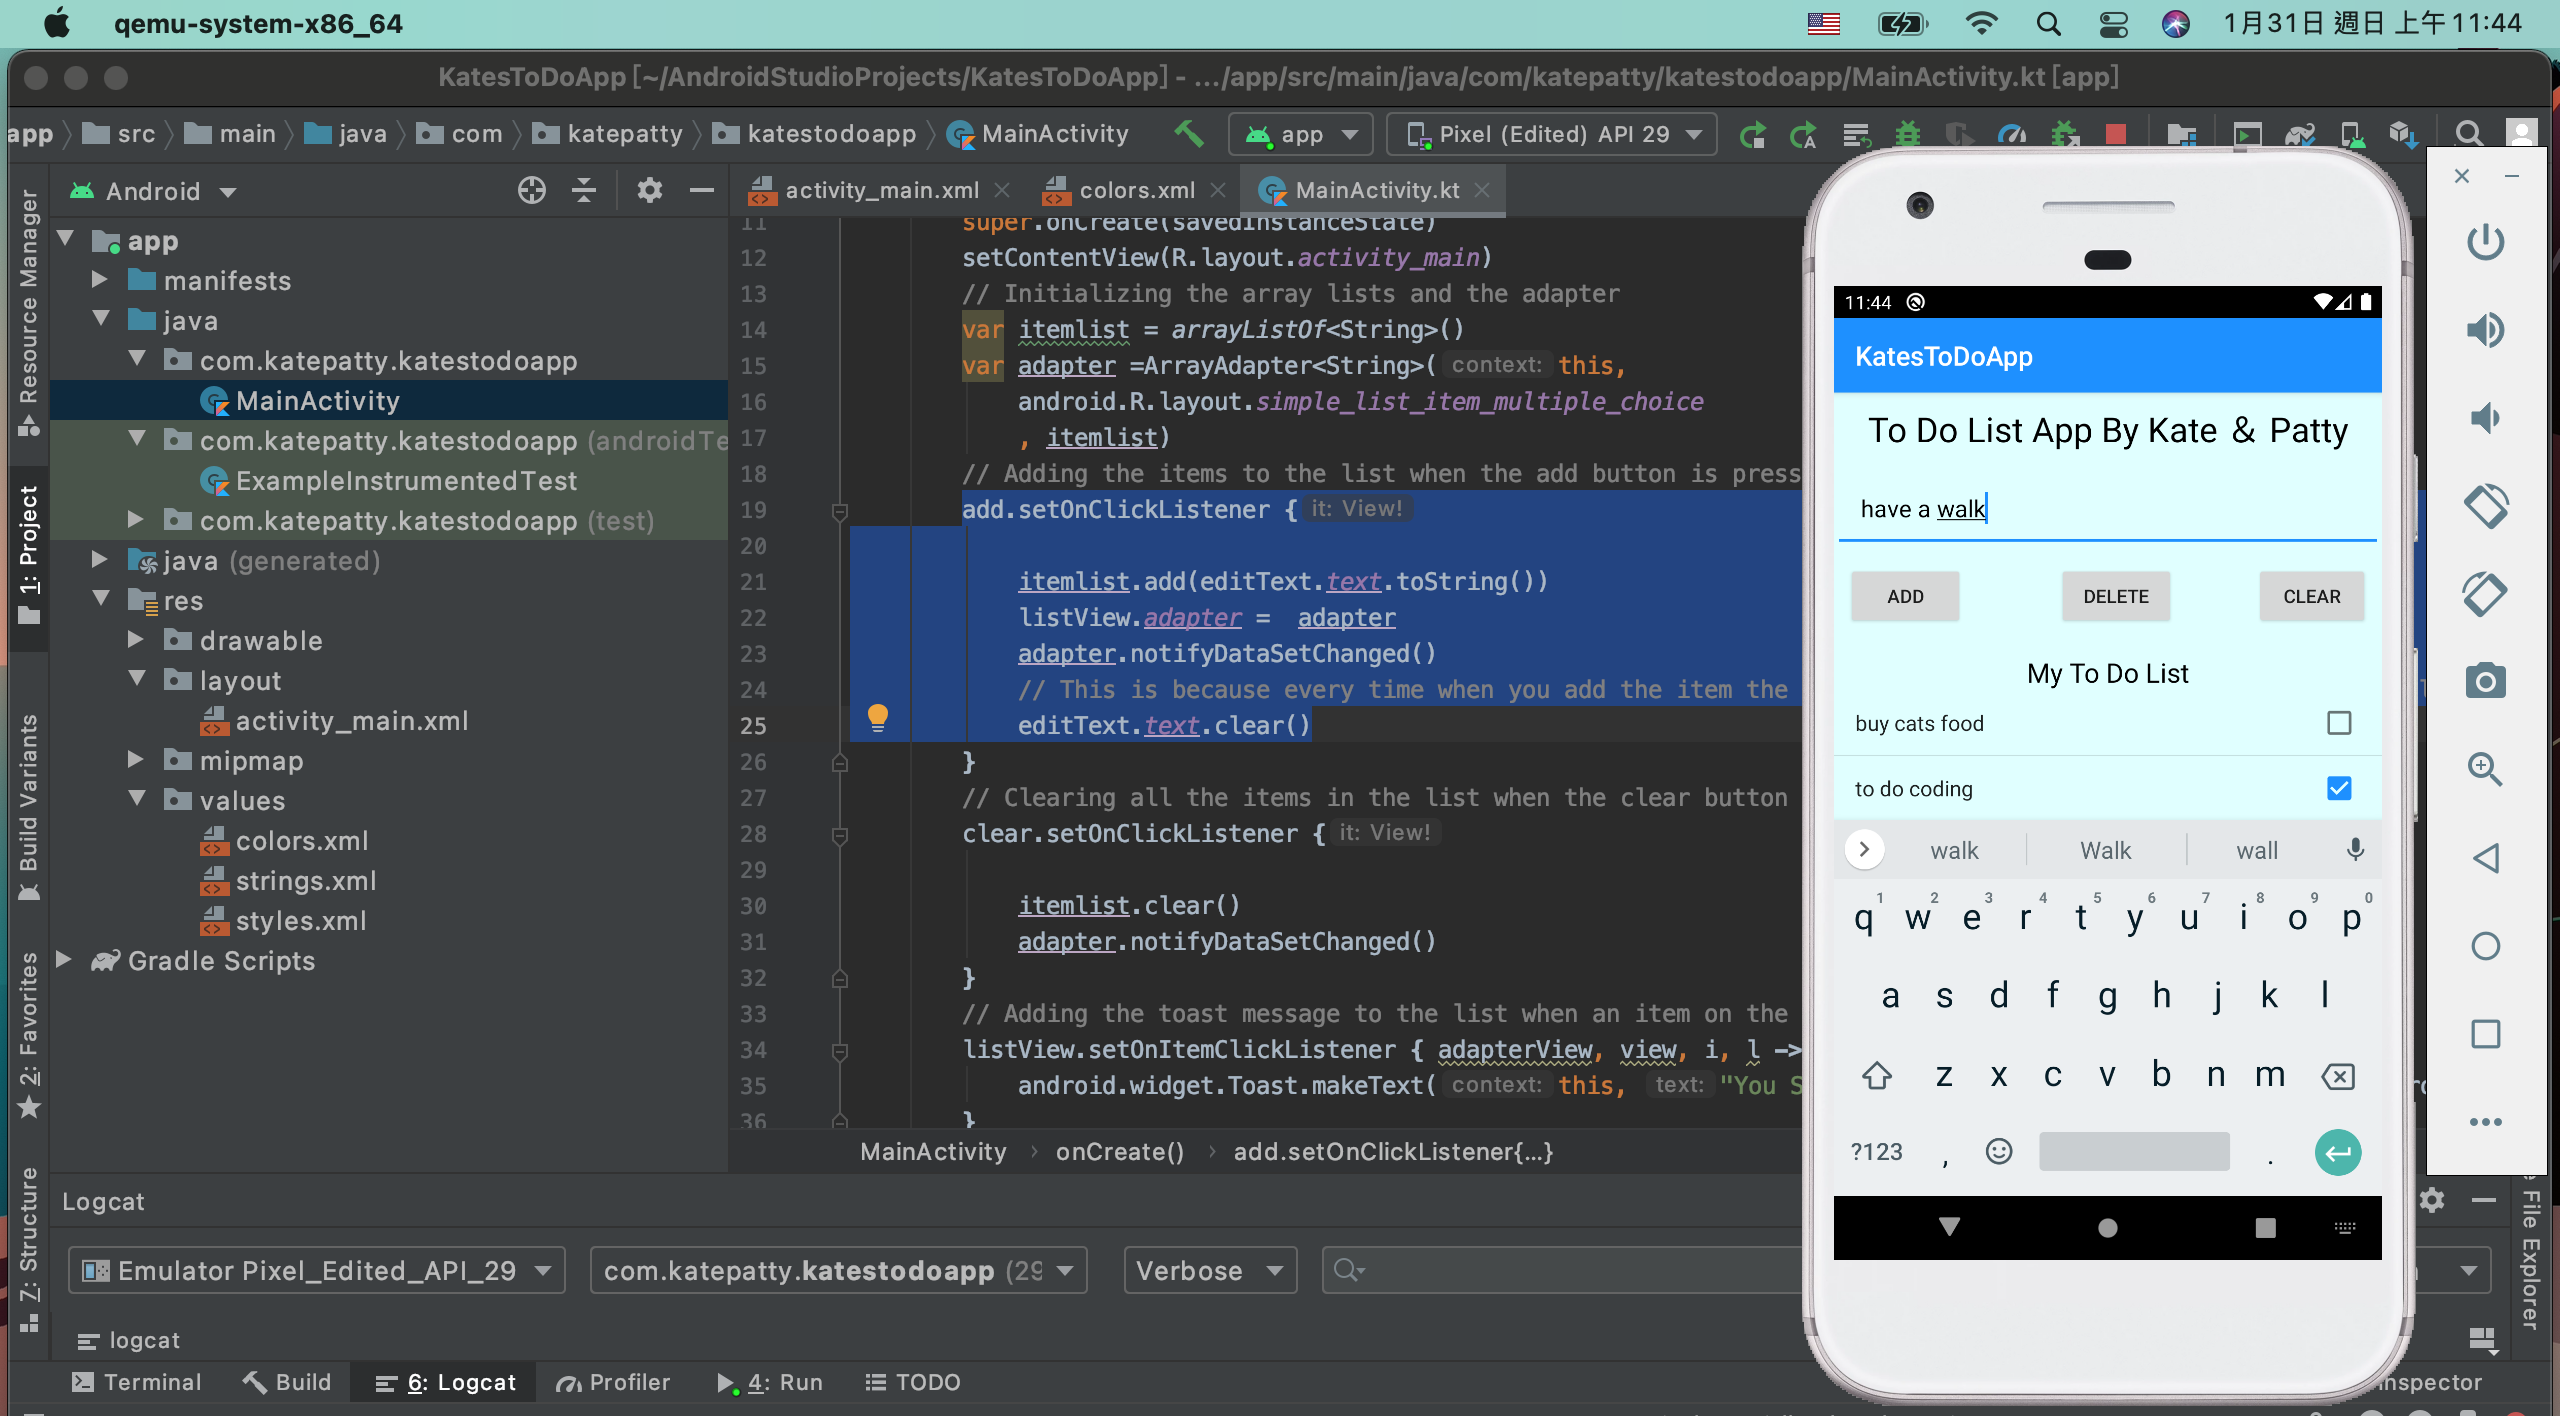 qemu-system-x86_64
1月31日 週日 上午11:44
KatesToDoApp [~/AndroidStudioProjects/KatesToDoApp] - .../app/src/main/java/com/katepatty/katestodoapp/MainActivity.kt [app]
app src main java com katepatty katestodoapp MainActivity
app
Pixel (Edited) API 29
Android
activity_main.xml
colors.xml
MainActivity.kt
Resource Manager
1: Project
Build Variants
2: Favorites
7: Structure
app
manifests
java
com.katepatty.katestodoapp
MainActivity
com.katepatty.katestodoapp (androidTe
ExampleInstrumentedTest
com.katepatty.katestodoapp (test)
java (generated)
res
drawable
layout
activity_main.xml
mipmap
values
colors.xml
strings.xml
styles.xml
Gradle Scripts
11 super.onCreate(savedInstanceState)
12 setContentView(R.layout.activity_main)
13 // Initializing the array lists and the adapter
14 var itemlist = arrayListOf<String>()
15 var adapter =ArrayAdapter<String>( context: this,
16 android.R.layout.simple_list_item_multiple_choice
17 , itemlist)
18 // Adding the items to the list when the add button is press
19 add.setOnClickListener { it: View!
20
21 itemlist.add(editText.text.toString())
22 listView.adapter =  adapter
23 adapter.notifyDataSetChanged()
24 // This is because every time when you add the item the
25 editText.text.clear()
26 }
27 // Clearing all the items in the list when the clear button
28 clear.setOnClickListener { it: View!
29
30 itemlist.clear()
31 adapter.notifyDataSetChanged()
32 }
33 // Adding the toast message to the list when an item on the
34 listView.setOnItemClickListener { adapterView, view, i, l ->
35 android.widget.Toast.makeText( context: this, text: "You S
36 }
MainActivity › onCreate() › add.setOnClickListener{...}
11:44
KatesToDoApp
To Do List App By Kate & Patty
have a walk
ADD DELETE CLEAR
My To Do List
buy cats food
to do coding
walk Walk wall
1 2 3 4 5 6 7 8 9 0
q w e r t y u i o p
a s d f g h j k l
z x c v b n m
?123 , .
Logcat
Emulator Pixel_Edited_API_29
com.katepatty.katestodoapp (29
Verbose
logcat
File Explorer
Terminal
Build
6: Logcat
Profiler
4: Run
TODO
nspector